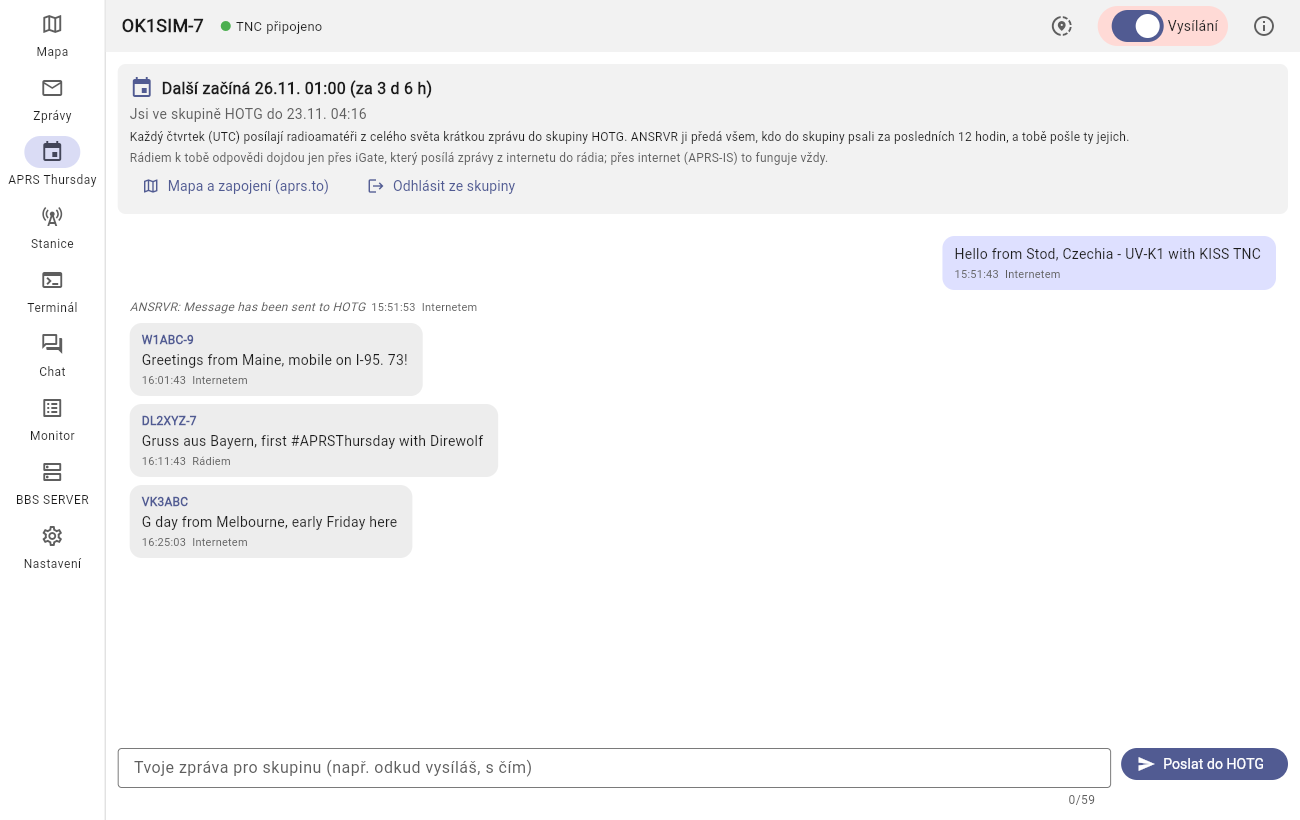 OK1SIM-7
TNC připojeno
Vysílání
Mapa
Zprávy
APRS Thursday
Stanice
Terminál
Chat
Monitor
BBS SERVER
Nastavení
Další začíná 26.11. 01:00 (za 3 d 6 h)
Jsi ve skupině HOTG do 23.11. 04:16
Každý čtvrtek (UTC) posílají radioamatéři z celého světa krátkou zprávu do skupiny HOTG. ANSRVR ji předá všem, kdo do skupiny psali za posledních 12 hodin, a tobě pošle ty jejich.
Rádiem k tobě odpovědi dojdou jen přes iGate, který posílá zprávy z internetu do rádia; přes internet (APRS-IS) to funguje vždy.
Mapa a zapojení (aprs.to)
Odhlásit ze skupiny
Hello from Stod, Czechia - UV-K1 with KISS TNC
15:51:43 Internetem
ANSRVR: Message has been sent to HOTG 15:51:53 Internetem
W1ABC-9
Greetings from Maine, mobile on I-95. 73!
16:01:43 Internetem
DL2XYZ-7
Gruss aus Bayern, first #APRSThursday with Direwolf
16:11:43 Rádiem
VK3ABC
G day from Melbourne, early Friday here
16:25:03 Internetem
Tvoje zpráva pro skupinu (např. odkud vysíláš, s čím)
Poslat do HOTG
0/59